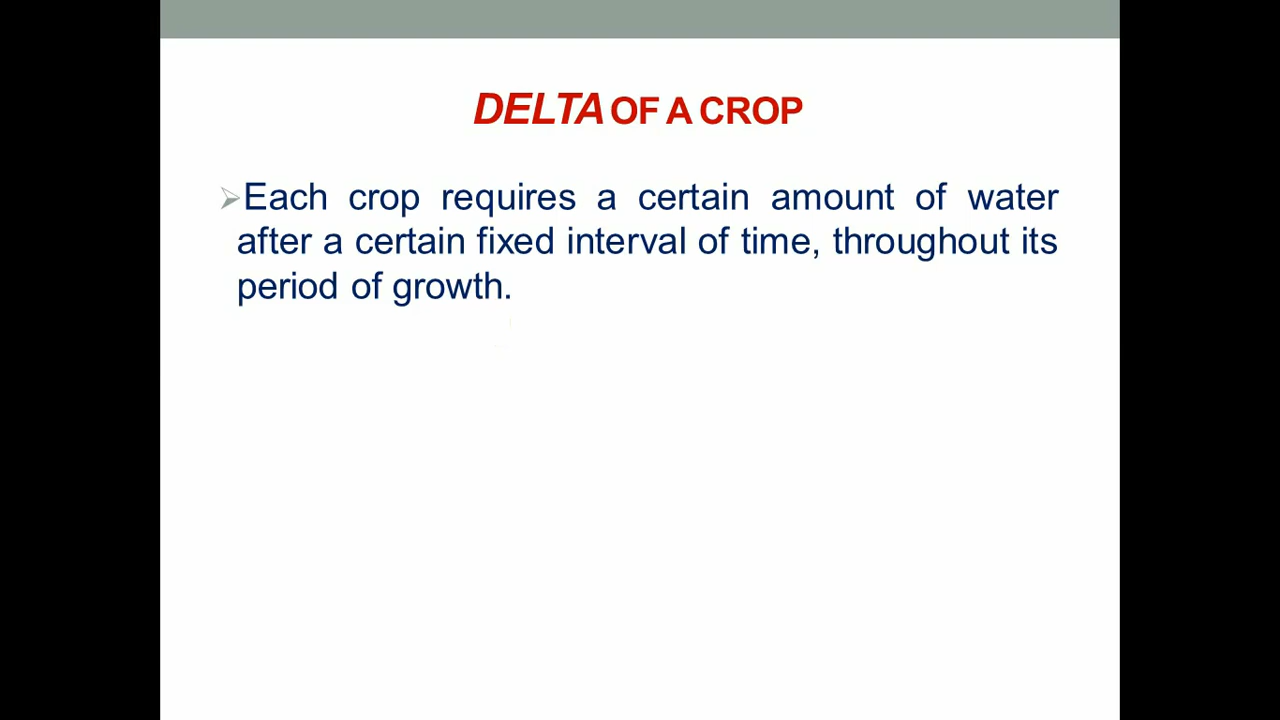 DELTA OF A CROP
Each crop requires a certain amount of water
after a certain fixed interval of time, throughout its
period of growth.